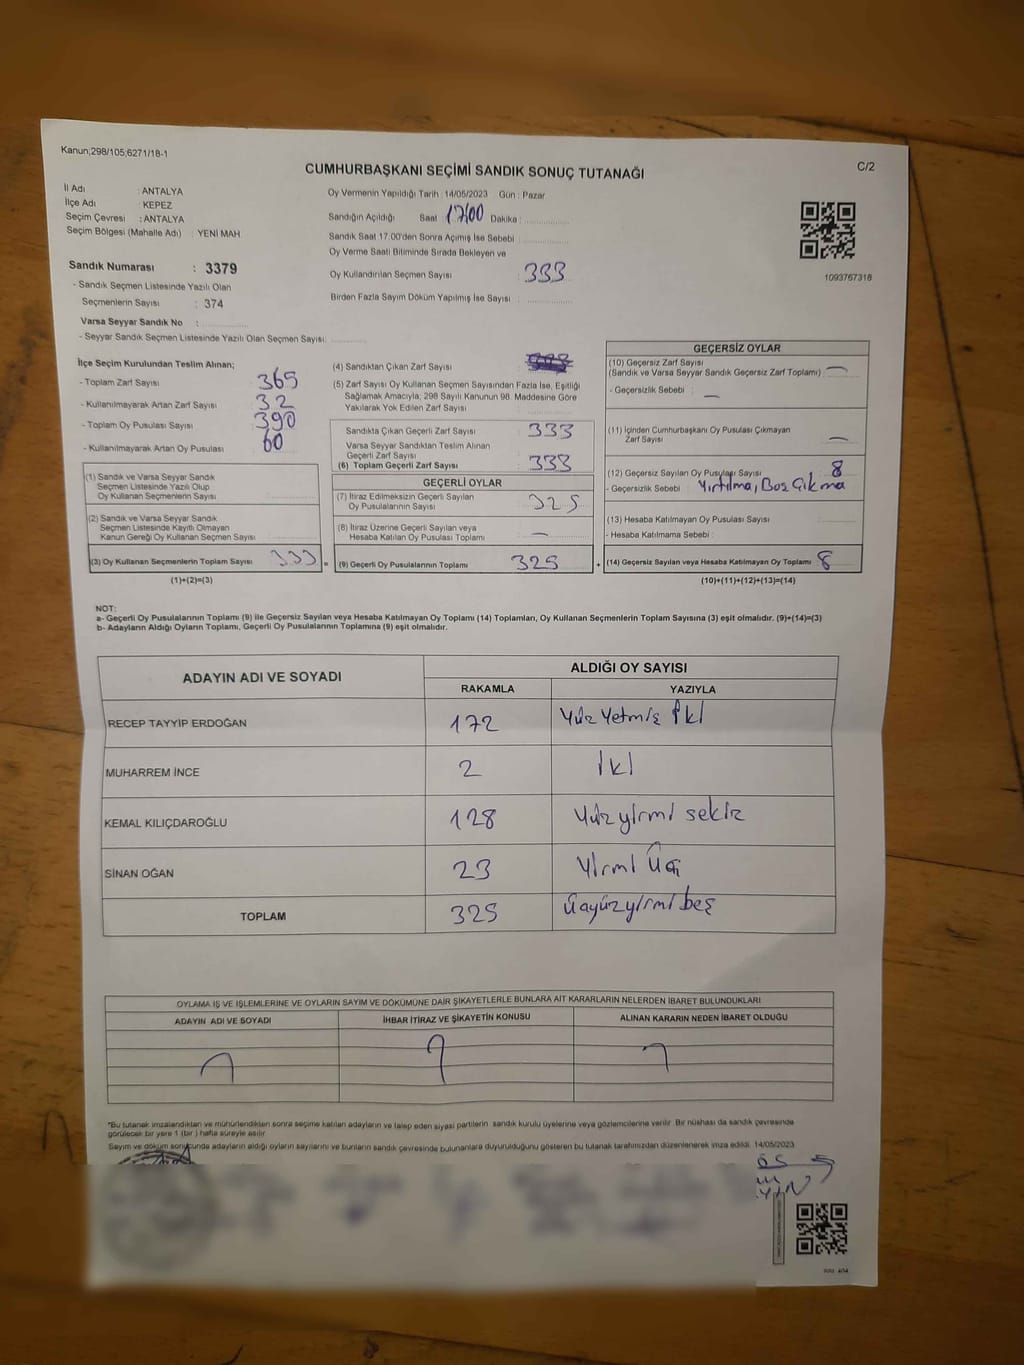 Kanun;298/105;6271/18-1
C/2
CUMHURBAŞKANI SEÇİMİ SANDIK SONUÇ TUTANAĞI
İl Adı : ANTALYA
İlçe Adı : KEPEZ
Seçim Çevresi : ANTALYA
Seçim Bölgesi (Mahalle Adı) : YENİ MAH
Sandık Numarası : 3379
- Sandık Seçmen Listesinde Yazılı Olan
Seçmenlerin Sayısı : 374
Varsa Seyyar Sandık No :
- Seyyar Sandık Seçmen Listesinde Yazılı Olan Seçmen Sayısı:
Oy Vermenin Yapıldığı Tarih : 14/05/2023 Gün : Pazar
Sandığın Açıldığı Saat 17:00 Dakika :
Sandık Saat 17:00'den Sonra Açımış İse Sebebi :
Oy Verme Saati Bitiminde Sırada Bekleyen ve
Oy Kullandırılan Seçmen Sayısı : 333
Birden Fazla Sayım Döküm Yapılmış İse Sayısı :
1093767318
İlçe Seçim Kurulundan Teslim Alınan;
- Toplam Zarf Sayısı : 365
- Kullanılmayarak Artan Zarf Sayısı : 32
- Toplam Oy Pusulası Sayısı : 390
- Kullanılmayarak Artan Oy Pusulası : 60
(1) Sandık ve Varsa Seyyar Sandık
Seçmen Listesinde Yazılı Olup
Oy Kullanan Seçmenlerin Sayısı :
(2) Sandık ve Varsa Seyyar Sandık
Seçmen Listesinde Kayıtlı Olmayan
Kanun Gereği Oy Kullanan Seçmen Sayısı :
(3) Oy Kullanan Seçmenlerin Toplam Sayısı : 333 =
(1)+(2)=(3)
(4) Sandıktan Çıkan Zarf Sayısı :
(5) Zarf Sayısı Oy Kullanan Seçmen Sayısından Fazla İse, Eşitliği
Sağlamak Amacıyla; 298 Sayılı Kanunun 98. Maddesine Göre
Yakılarak Yok Edilen Zarf Sayısı :
Sandıkta Çıkan Geçerli Zarf Sayısı : 333
Varsa Seyyar Sandıktan Teslim Alınan
Geçerli Zarf Sayısı :
(6) Toplam Geçerli Zarf Sayısı : 333
GEÇERLİ OYLAR
(7) İtiraz Edilmeksizin Geçerli Sayılan
Oy Pusulalarının Sayısı : 325
(8) İtiraz Üzerine Geçerli Sayılan veya
Hesaba Katılan Oy Pusulası Toplamı : —
(9) Geçerli Oy Pusulalarının Toplamı : 325 +
GEÇERSİZ OYLAR
(10) Geçersiz Zarf Sayısı
(Sandık ve Varsa Seyyar Sandık Geçersiz Zarf Toplamı) : —
- Geçersizlik Sebebi : —
(11) İçinden Cumhurbaşkanı Oy Pusulası Çıkmayan
Zarf Sayısı : —
(12) Geçersiz Sayılan Oy Pusulası Sayısı : 8
- Geçersizlik Sebebi : Yırtılma, Boş Çıkma
(13) Hesaba Katılmayan Oy Pusulası Sayısı :
- Hesaba Katılmama Sebebi :
(14) Geçersiz Sayılan veya Hesaba Katılmayan Oy Toplamı : 8
(10)+(11)+(12)+(13)=(14)
NOT:
a- Geçerli Oy Pusulalarının Toplamı (9) ile Geçersiz Sayılan veya Hesaba Katılmayan Oy Toplamı (14) Toplamları, Oy Kullanan Seçmenlerin Toplam Sayısına (3) eşit olmalıdır. (9)+(14)=(3)
b- Adayların Aldığı Oyların Toplamı, Geçerli Oy Pusulalarının Toplamına (9) eşit olmalıdır.
ADAYIN ADI VE SOYADI
ALDIĞI OY SAYISI
RAKAMLA YAZIYLA
RECEP TAYYİP ERDOĞAN 172 Yüz Yetmiş İki
MUHARREM İNCE 2 İki
KEMAL KILIÇDAROĞLU 128 Yüz yirmi sekiz
SİNAN OĞAN 23 Yirmi Üç
TOPLAM 325 Üçyüzyirmi beş
OYLAMA İŞ VE İŞLEMLERİNE VE OYLARIN SAYIM VE DÖKÜMÜNE DAİR ŞİKAYETLERLE BUNLARA AİT KARARLARIN NELERDEN İBARET BULUNDUKLARI
ADAYIN ADI VE SOYADI İHBAR İTİRAZ VE ŞİKAYETİN KONUSU ALINAN KARARIN NEDEN İBARET OLDUĞU
"Bu tutanak imzalandıktan ve mühürlendikten sonra seçime katılan adayların ve talep eden siyasi partilerin sandık kurulu üyelerine veya gözlemcilerine verilir. Bir nüshası da sandık çevresinde
görülecek bir yere 1 (bir) hafta süreyle asılır
Sayım ve döküm sonucunda adayların aldığı oyların sayılarını ve bunların sandık çevresinde bulunanlara duyurulduğunu gösteren bu tutanak tarafımızdan düzenlenerek imza edildi. 14/05/2023